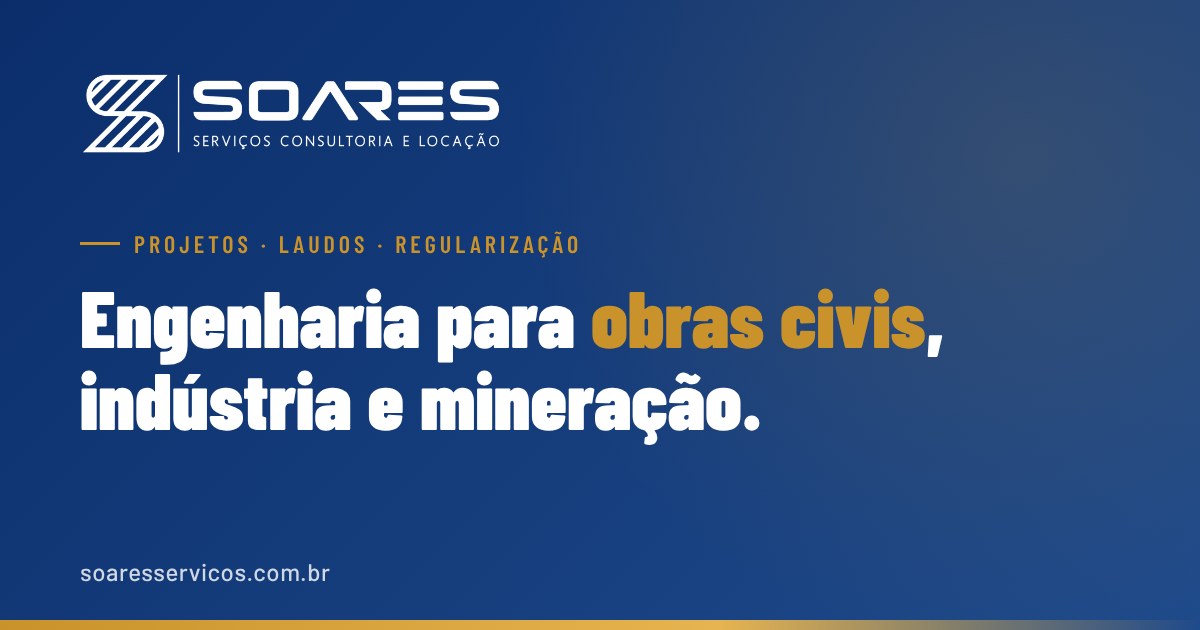 SOARES
SERVIÇOS CONSULTORIA E LOCAÇÃO
PROJETOS · LAUDOS · REGULARIZAÇÃO
Engenharia para obras civis,
indústria e mineração.
soaresservicos.com.br